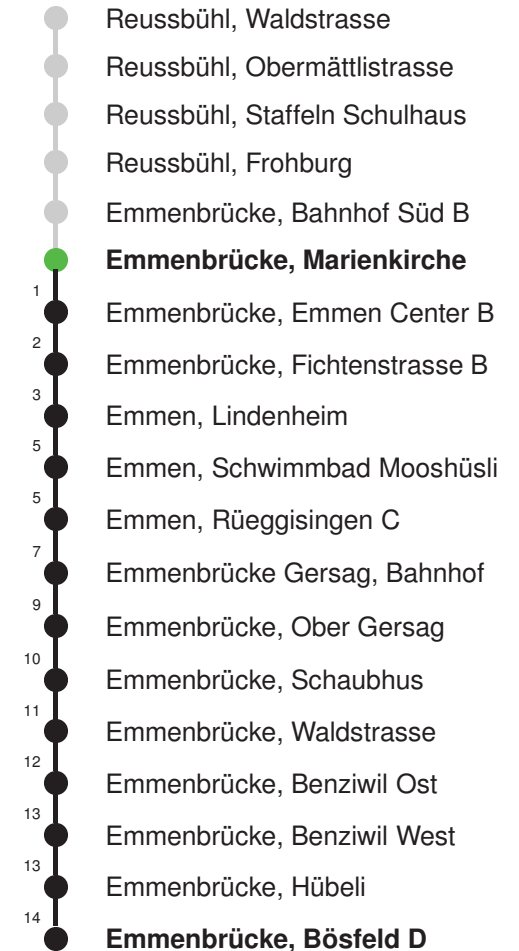 Reussbühl, Waldstrasse
Reussbühl, Obermättlistrasse
Reussbühl, Staffeln Schulhaus
Reussbühl, Frohburg
Emmenbrücke, Bahnhof Süd B
Emmenbrücke, Marienkirche
1 Emmenbrücke, Emmen Center B
2 Emmenbrücke, Fichtenstrasse B
3 Emmen, Lindenheim
5 Emmen, Schwimmbad Mooshüsli
5 Emmen, Rüeggisingen C
7 Emmenbrücke Gersag, Bahnhof
9 Emmenbrücke, Ober Gersag
10 Emmenbrücke, Schaubhus
11 Emmenbrücke, Waldstrasse
12 Emmenbrücke, Benziwil Ost
13 Emmenbrücke, Benziwil West
13 Emmenbrücke, Hübeli
14 Emmenbrücke, Bösfeld D